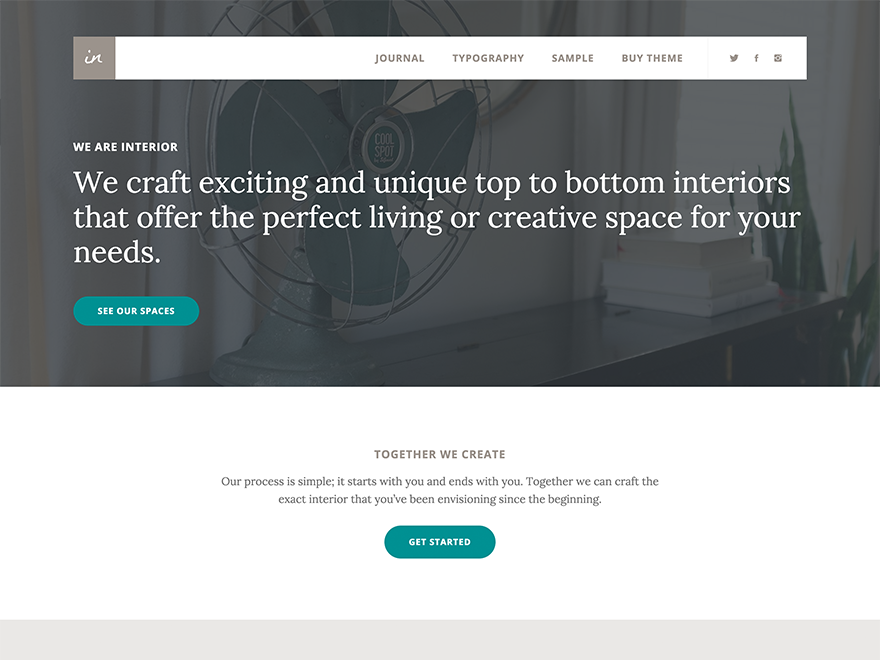 in
JOURNAL TYPOGRAPHY SAMPLE BUY THEME
COOL
SPOT
WE ARE INTERIOR
We craft exciting and unique top to bottom interiors
that offer the perfect living or creative space for your
needs.
SEE OUR SPACES
TOGETHER WE CREATE
Our process is simple; it starts with you and ends with you. Together we can craft the
exact interior that you’ve been envisioning since the beginning.
GET STARTED